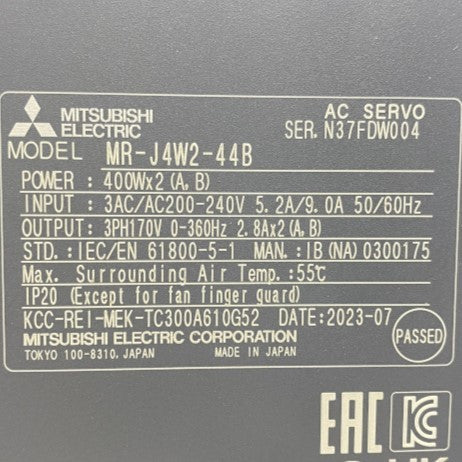 MITSUBISHI
ELECTRIC
AC SERVO
SER. N37FDW004
MODEL MR-J4W2-44B
POWER : 400Wx2 (A, B)
INPUT : 3AC/AC200-240V 5.2A/9.0A 50/60Hz
OUTPUT : 3PH170V 0-360Hz 2.8Ax2 (A, B)
STD. : IEC/EN 61800-5-1 MAN. : IB (NA) 0300175
Max. Surrounding Air Temp. : 55℃
IP20 (Except for fan finger guard)
KCC-REI-MEK-TC300A610G52 DATE : 2023-07
MITSUBISHI ELECTRIC CORPORATION
TOKYO 100-8310, JAPAN MADE IN JAPAN
PASSED
EAC